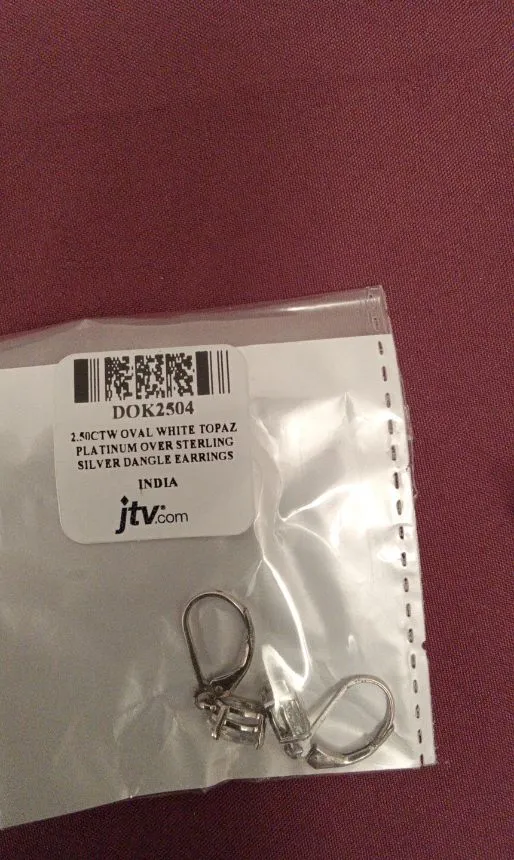 DOK2504
2.50CTW OVAL WHITE TOPAZ
PLATINUM OVER STERLING
SILVER DANGLE EARRINGS
INDIA
jtv.com